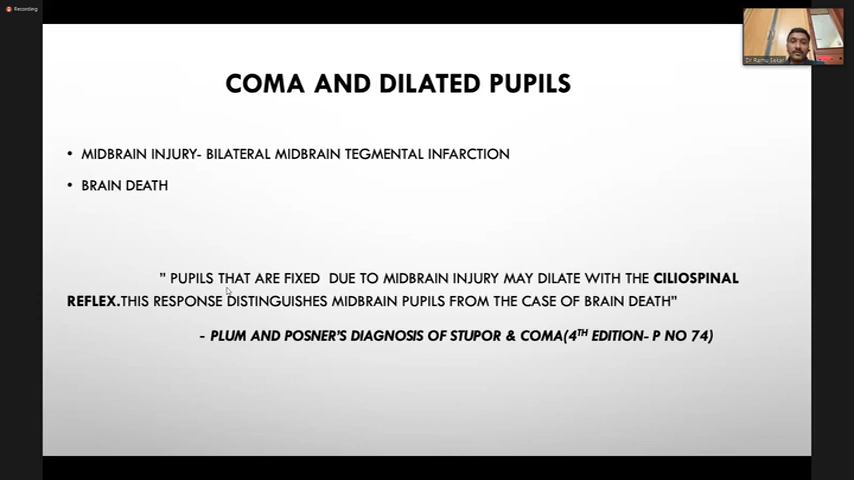 Recording
COMA AND DILATED PUPILS
• MIDBRAIN INJURY- BILATERAL MIDBRAIN TEGMENTAL INFARCTION
• BRAIN DEATH
” PUPILS THAT ARE FIXED DUE TO MIDBRAIN INJURY MAY DILATE WITH THE CILIOSPINAL
REFLEX.THIS RESPONSE DISTINGUISHES MIDBRAIN PUPILS FROM THE CASE OF BRAIN DEATH”
- PLUM AND POSNER’S DIAGNOSIS OF STUPOR & COMA(4TH EDITION- P NO 74)
Dr Ramu Sekar